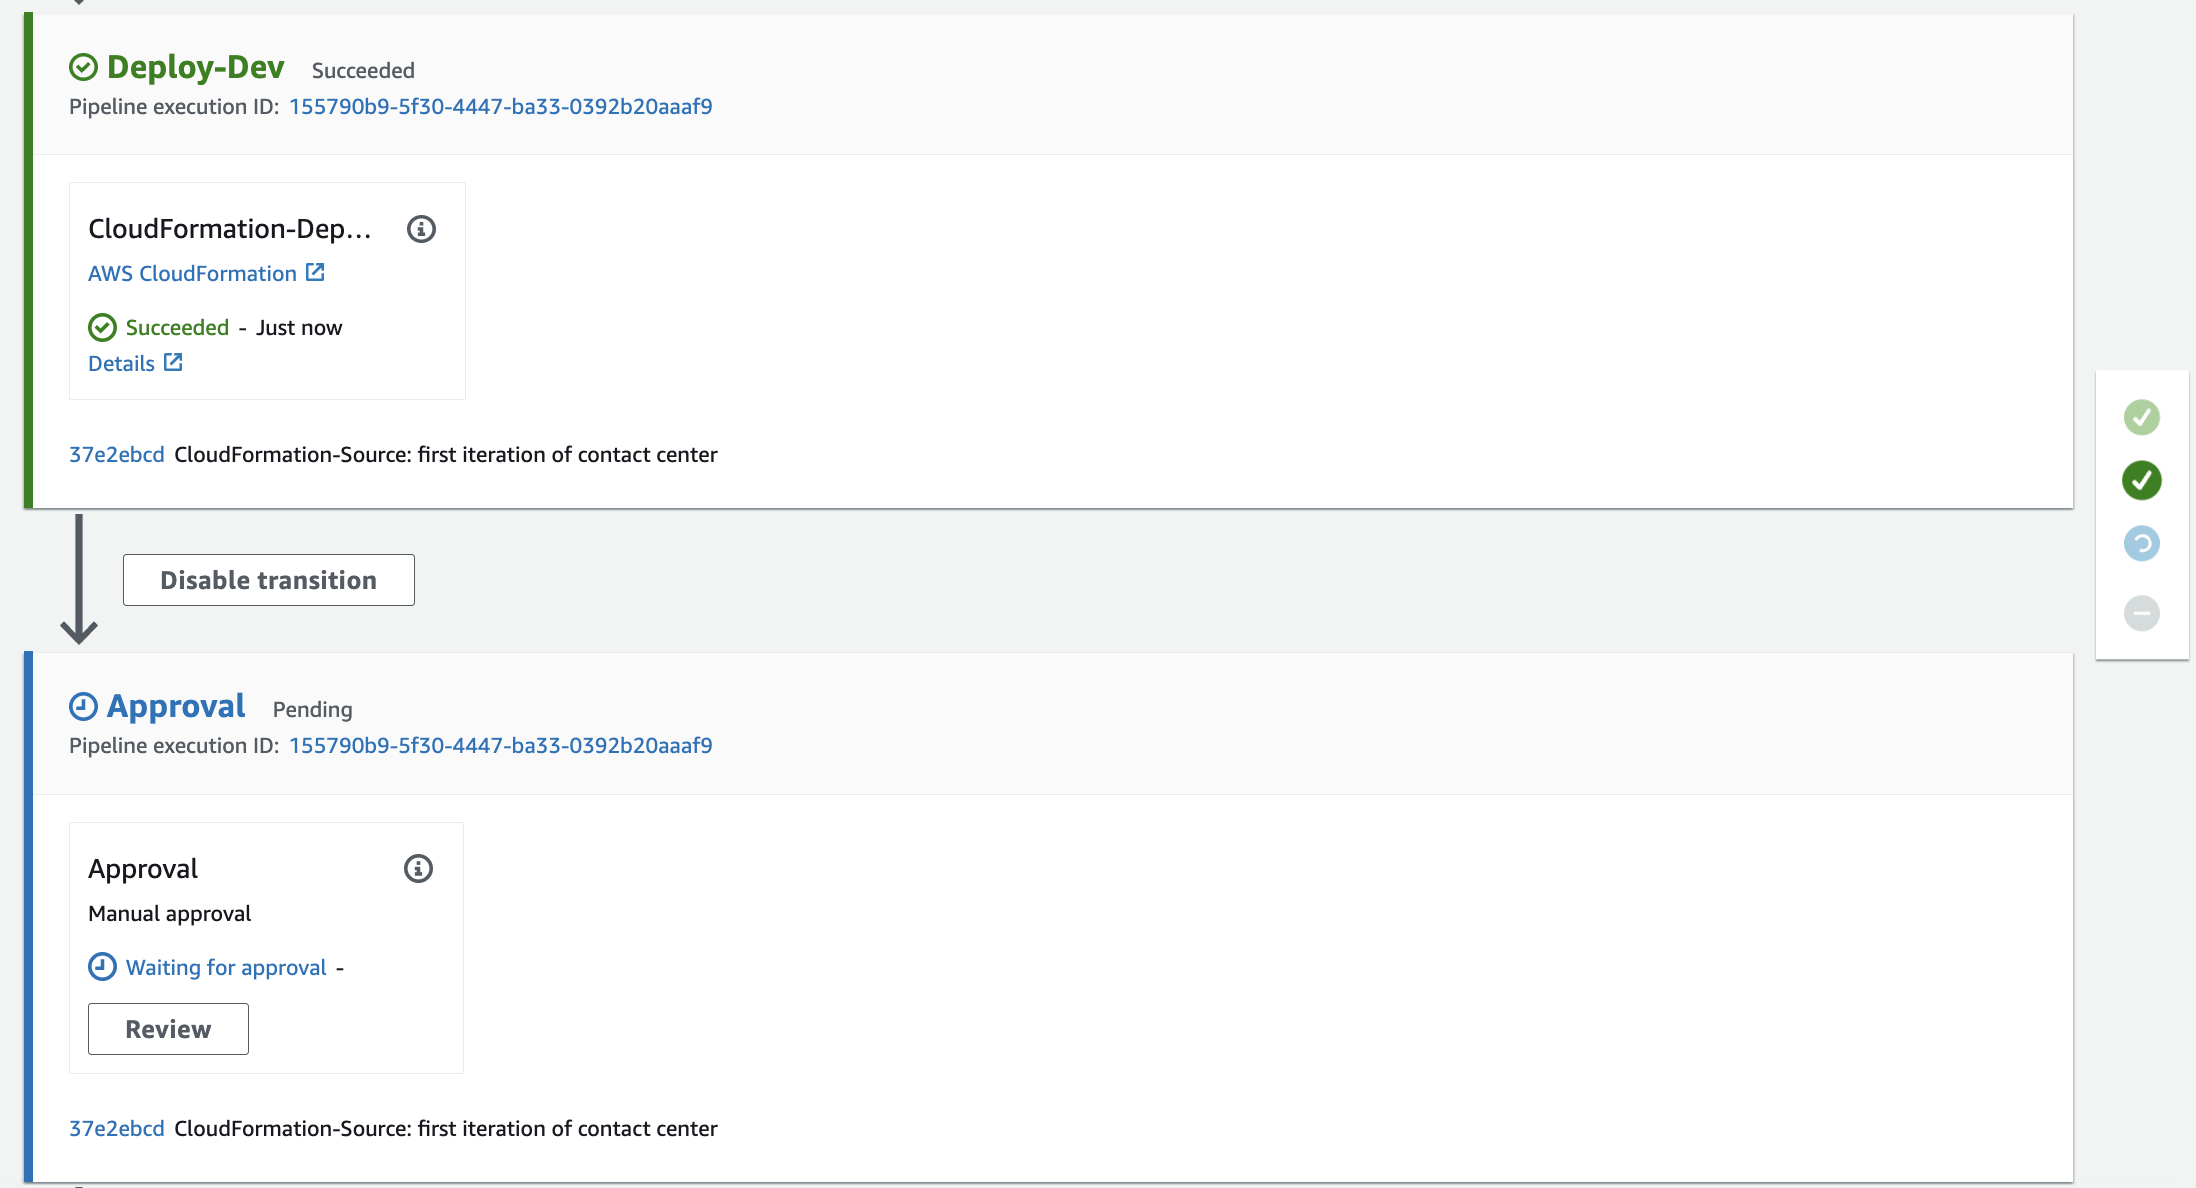 Deploy-Dev Succeeded
Pipeline execution ID: 155790b9-5f30-4447-ba33-0392b20aaaf9
CloudFormation-Dep...
AWS CloudFormation
Succeeded - Just now
Details
37e2ebcd CloudFormation-Source: first iteration of contact center
Disable transition
Approval Pending
Pipeline execution ID: 155790b9-5f30-4447-ba33-0392b20aaaf9
Approval
Manual approval
Waiting for approval -
Review
37e2ebcd CloudFormation-Source: first iteration of contact center